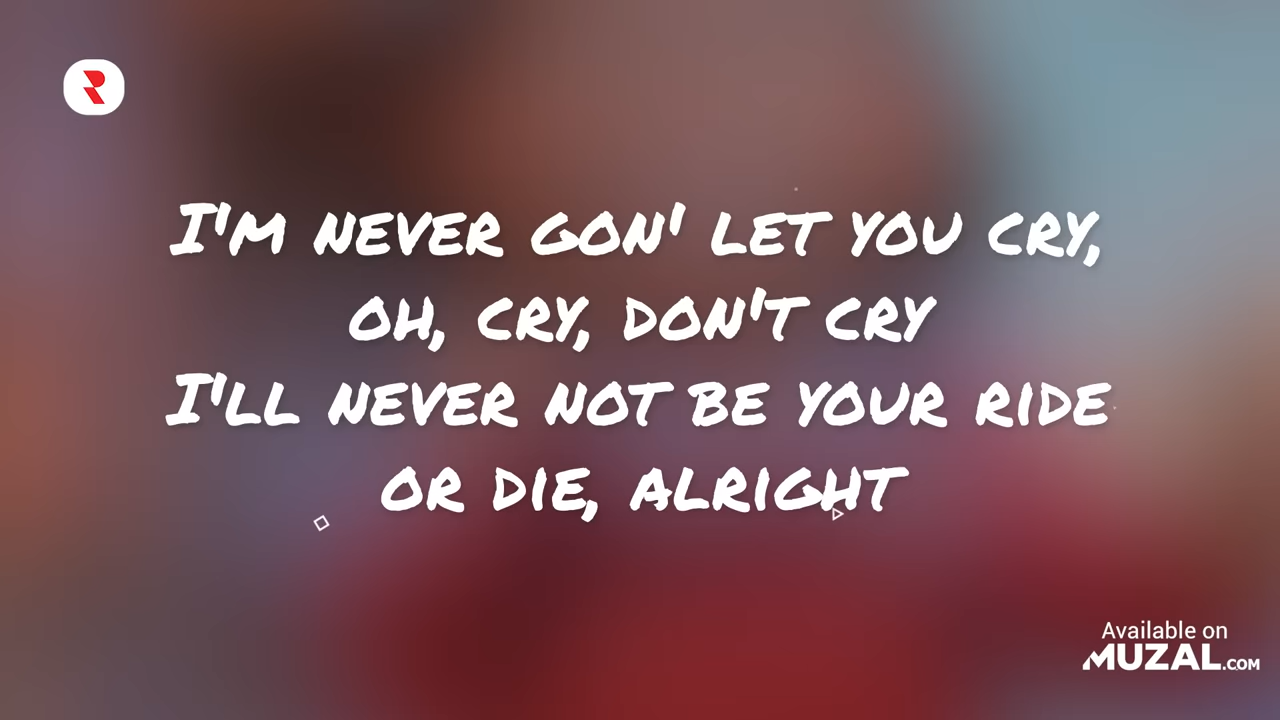 I'M NEVER GON' LET YOU CRY,
OH, CRY, DON'T CRY
I'LL NEVER NOT BE YOUR RIDE
OR DIE, ALRIGHT
Available on
MUZAL.COM